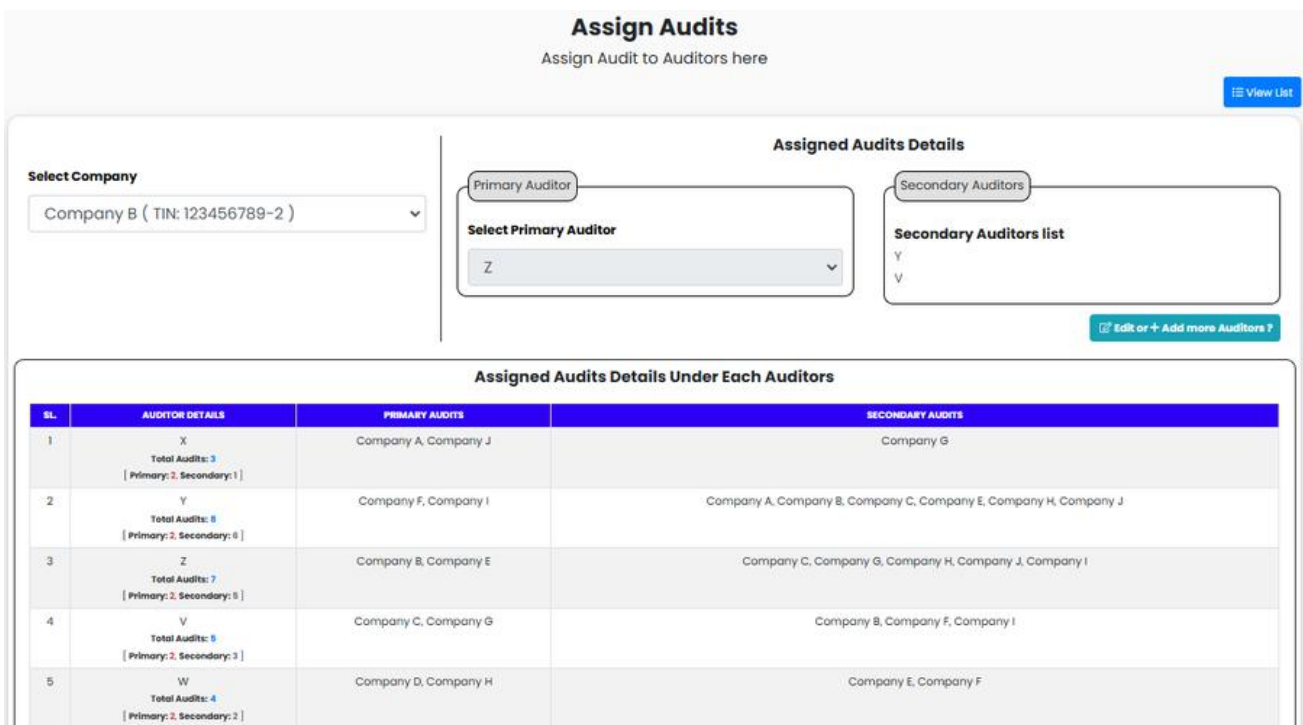 Assign Audits
Assign Audit to Auditors here
View List
Select Company
Company B ( TIN: 123456789-2 )
Assigned Audits Details
Primary Auditor
Select Primary Auditor
Z
Secondary Auditors
Secondary Auditors list
Y
V
Edit or + Add more Auditors ?
Assigned Audits Details Under Each Auditors
SL. AUDITOR DETAILS PRIMARY AUDITS SECONDARY AUDITS
1 X Company A, Company J Company G
Total Audits: 3
[ Primary: 2, Secondary: 1 ]
2 Y Company F, Company I Company A, Company B, Company C, Company E, Company H, Company J
Total Audits: 8
[ Primary: 2, Secondary: 6 ]
3 Z Company B, Company E Company C, Company G, Company H, Company J, Company I
Total Audits: 7
[ Primary: 2, Secondary: 5 ]
4 V Company C, Company G Company B, Company F, Company I
Total Audits: 5
[ Primary: 2, Secondary: 3 ]
5 W Company D, Company H Company E, Company F
Total Audits: 4
[ Primary: 2, Secondary: 2 ]